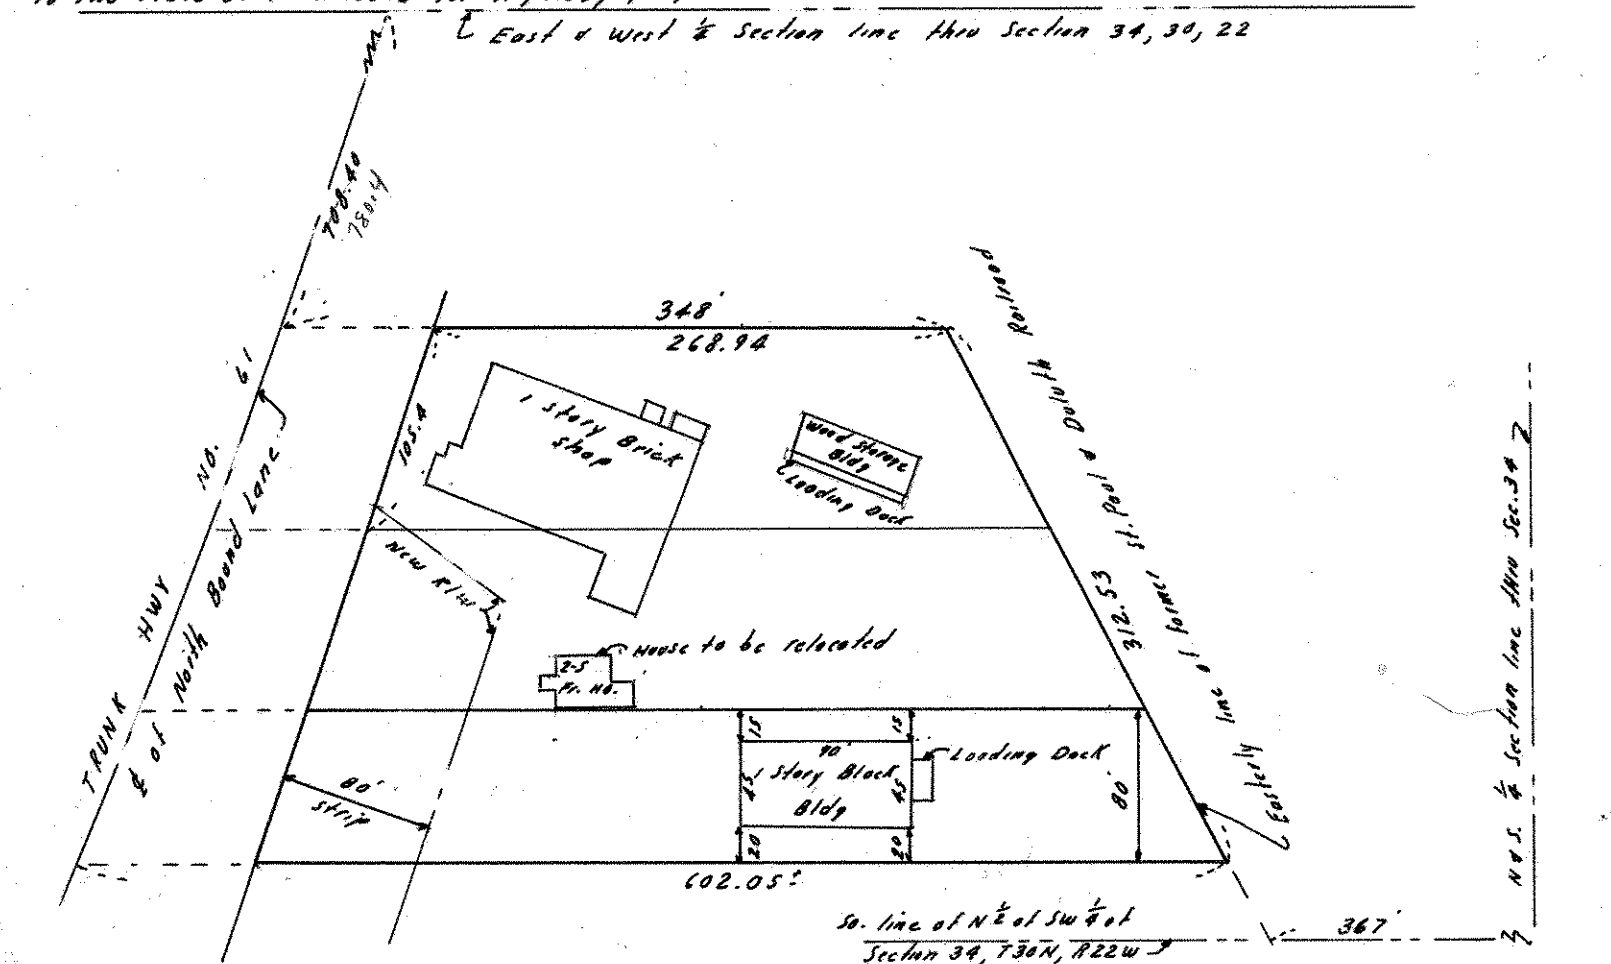 East & West ¼ Section line thru Section 34, 30, 22
708.40
780.4
348'
268.94
105.4
1 Story Brick
Shop
Wood Storage
Bldg
Loading Dock
St. Paul & Duluth Railroad
Easterly line of former
312.53
TRUNK HWY NO. 61
℄ of North Bound Lane
New R/W
House to be relocated
2-S
Fr. Ho.
15
15
90'
Loading Dock
45
1 Story Block
45
Bldg
80'
80'
Strip
20
20
602.05'±
N & S. ¼ Section line thru Sec. 34
So. line of N ½ of SW ¼ of
Section 34, T30N, R22W
367'